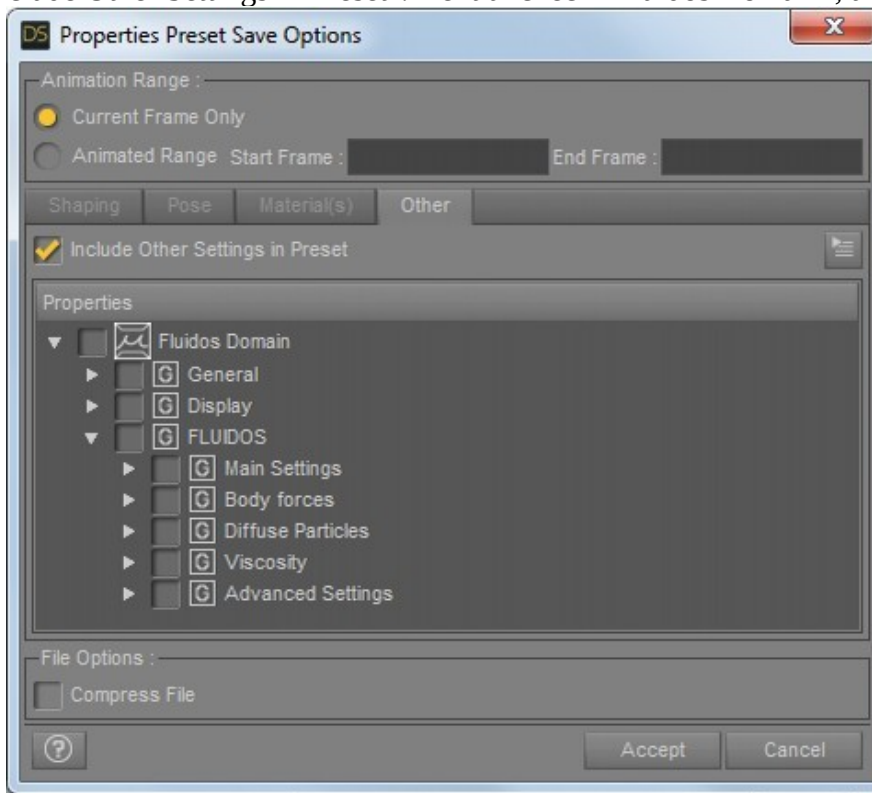 DS Properties Preset Save Options
Animation Range :
Current Frame Only
Animated Range Start Frame : End Frame :
Shaping Pose Material(s) Other
Include Other Settings in Preset
Properties
Fluidos Domain
G General
G Display
G FLUIDOS
G Main Settings
G Body forces
G Diffuse Particles
G Viscosity
G Advanced Settings
File Options :
Compress File
? Accept Cancel